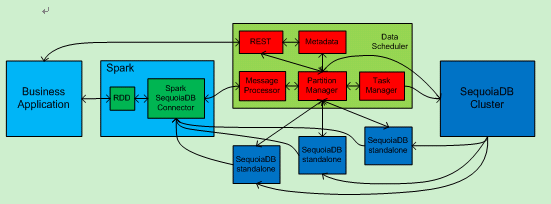 Data
Scheduler
REST
Metadata
Spark
Business
Application
RDD
Spark
SequoiaDB
Connector
Message
Processor
Partition
Manager
Task
Manager
SequoiaDB
Cluster
SequoiaDB
standalone
SequoiaDB
standalone
SequoiaDB
standalone